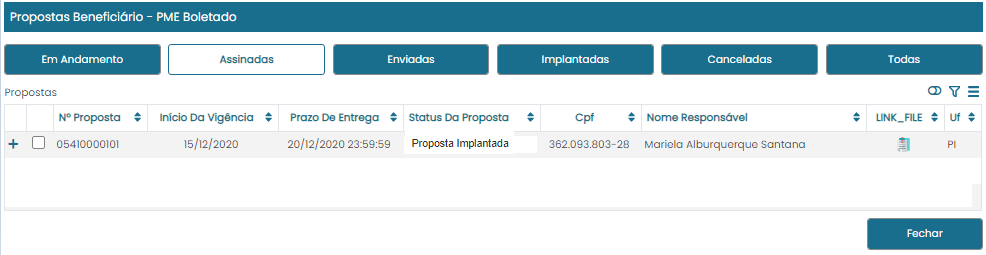 Propostas Beneficiário - PME Boletado
Em Andamento Assinadas Enviadas Implantadas Canceladas Todas
Propostas
Nº Proposta Início Da Vigência Prazo De Entrega Status Da Proposta Cpf Nome Responsável LINK_FILE Uf
05410000101 15/12/2020 20/12/2020 23:59:59 Proposta Implantada 362.093.803-28 Mariela Alburquerque Santana PI
Fechar